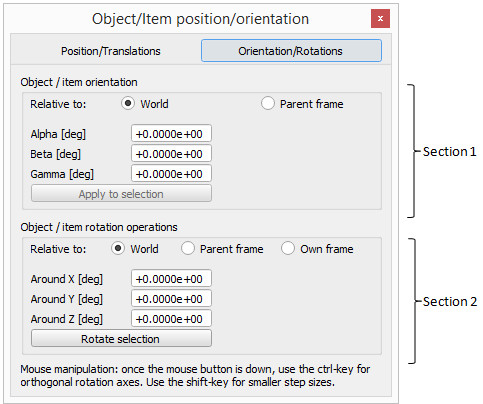 Object/Item position/orientation
x
Position/Translations
Orientation/Rotations
Object / item orientation
Relative to:
World
Parent frame
Alpha [deg] +0.0000e+00
Beta [deg] +0.0000e+00
Gamma [deg] +0.0000e+00
Apply to selection
Section 1
Object / item rotation operations
Relative to:
World
Parent frame
Own frame
Around X [deg] +0.0000e+00
Around Y [deg] +0.0000e+00
Around Z [deg] +0.0000e+00
Rotate selection
Section 2
Mouse manipulation: once the mouse button is down, use the ctrl-key for
orthogonal rotation axes. Use the shift-key for smaller step sizes.